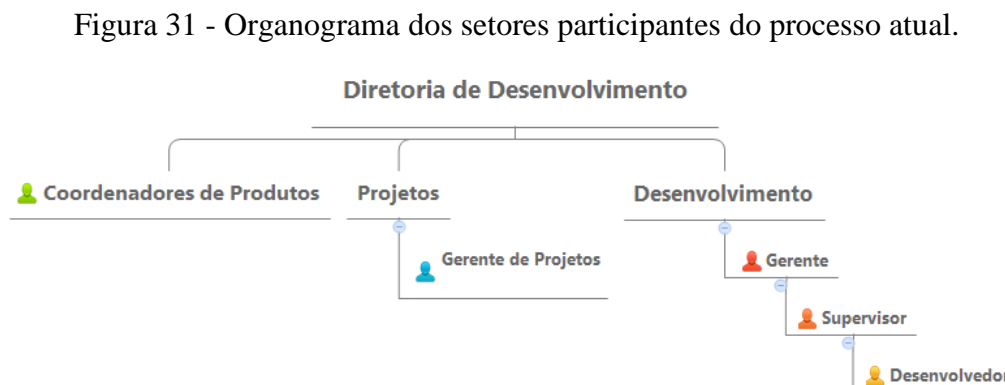 Figura 31 - Organograma dos setores participantes do processo atual.
Diretoria de Desenvolvimento
Coordenadores de Produtos
Projetos
Desenvolvimento
Gerente de Projetos
Gerente
Supervisor
Desenvolvedor